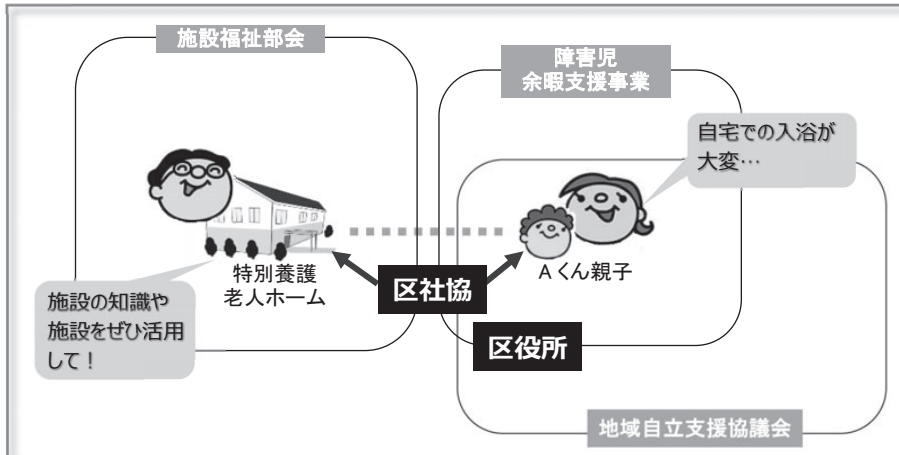 施設福祉部会
障害児
余暇支援事業
自宅での入浴が
大変…
特別養護
老人ホーム
Aくん親子
区社協
施設の知識や
施設をぜひ活用
して！
区役所
地域自立支援協議会